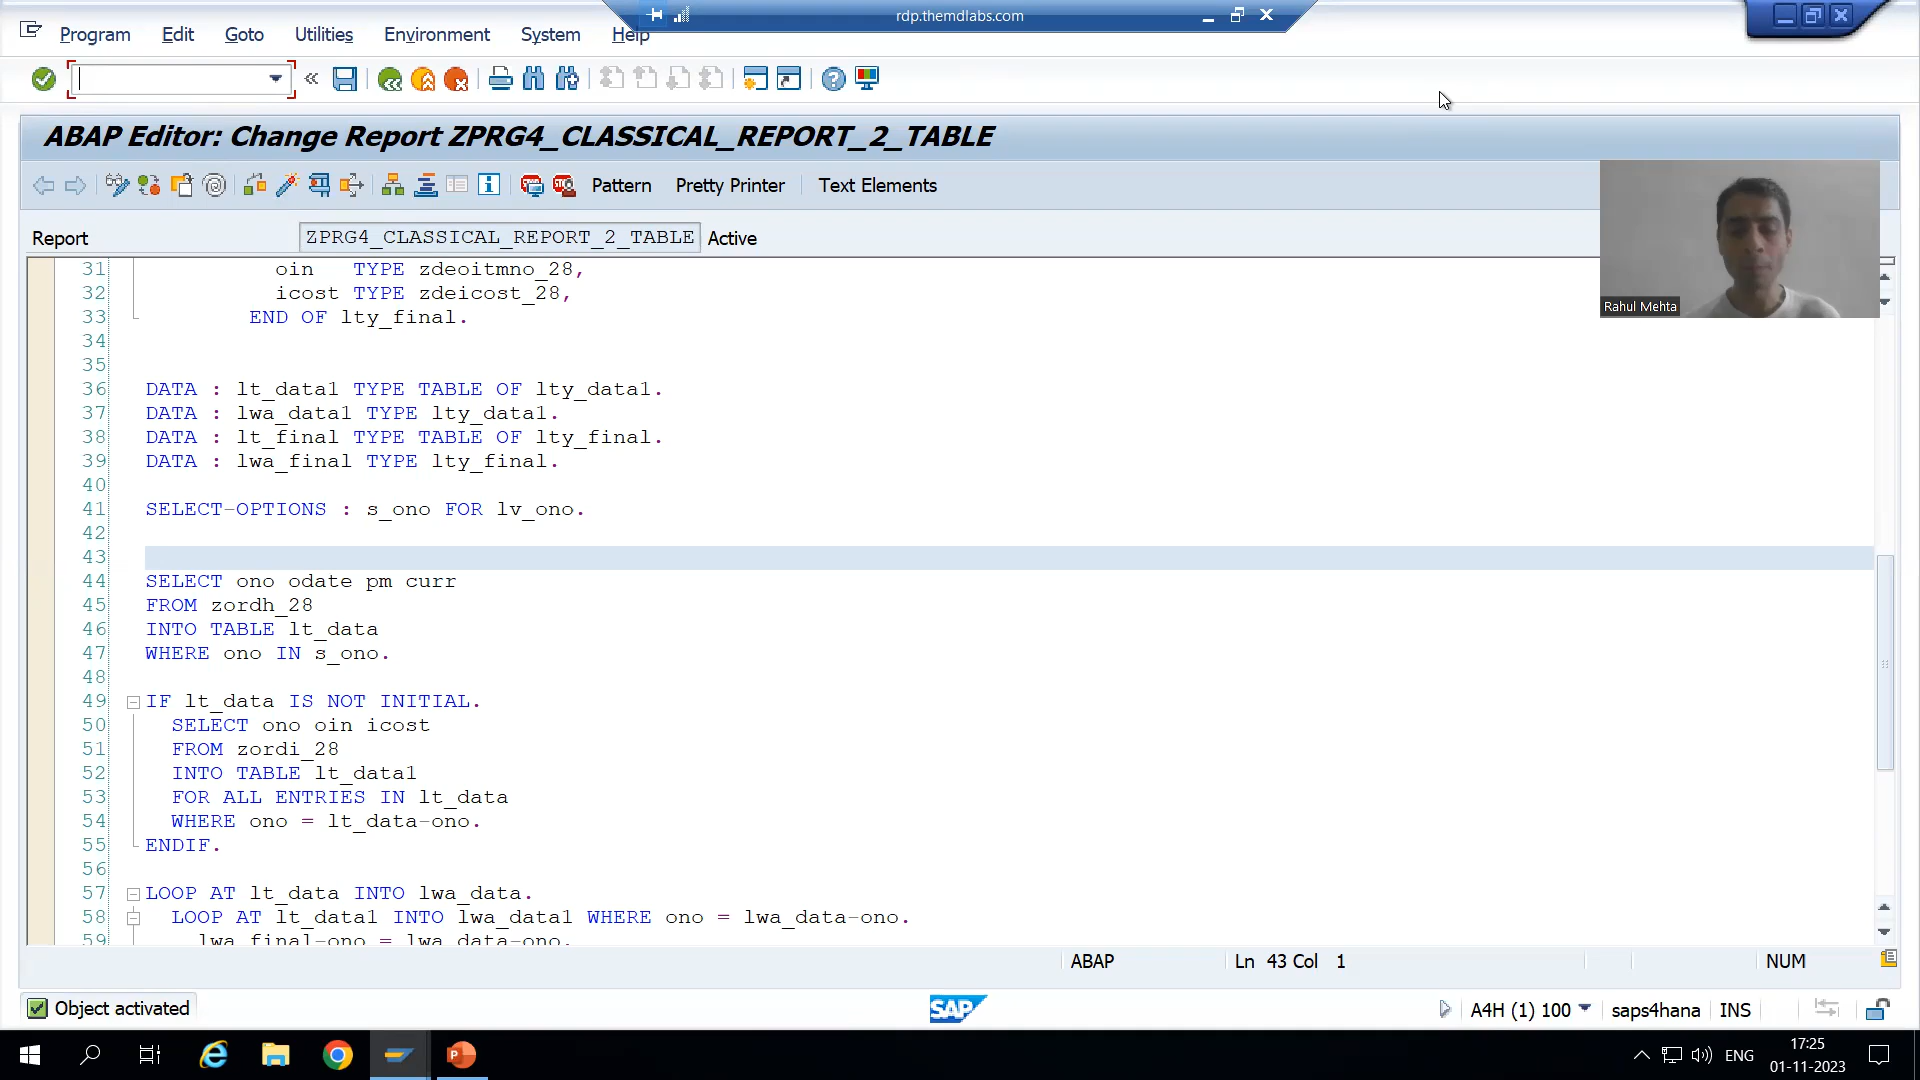 rdp.themdlabs.com
Program Edit Goto Utilities Environment System Help
ABAP Editor: Change Report ZPRG4_CLASSICAL_REPORT_2_TABLE
Pattern Pretty Printer Text Elements
Report ZPRG4_CLASSICAL_REPORT_2_TABLE Active
Rahul Mehta
31 oin TYPE zdeoitmno_28,
32 icost TYPE zdeicost_28,
33 END OF lty_final.
34
35
36 DATA : lt_data1 TYPE TABLE OF lty_data1.
37 DATA : lwa_data1 TYPE lty_data1.
38 DATA : lt_final TYPE TABLE OF lty_final.
39 DATA : lwa_final TYPE lty_final.
40
41 SELECT-OPTIONS : s_ono FOR lv_ono.
42
43
44 SELECT ono odate pm curr
45 FROM zordh_28
46 INTO TABLE lt_data
47 WHERE ono IN s_ono.
48
49 IF lt_data IS NOT INITIAL.
50 SELECT ono oin icost
51 FROM zordi_28
52 INTO TABLE lt_data1
53 FOR ALL ENTRIES IN lt_data
54 WHERE ono = lt_data-ono.
55 ENDIF.
56
57 LOOP AT lt_data INTO lwa_data.
58 LOOP AT lt_data1 INTO lwa_data1 WHERE ono = lwa_data-ono.
59 lwa_final-ono = lwa_data-ono.
ABAP Ln 43 Col 1 NUM
Object activated SAP A4H (1) 100 saps4hana INS
ENG 17:25
01-11-2023